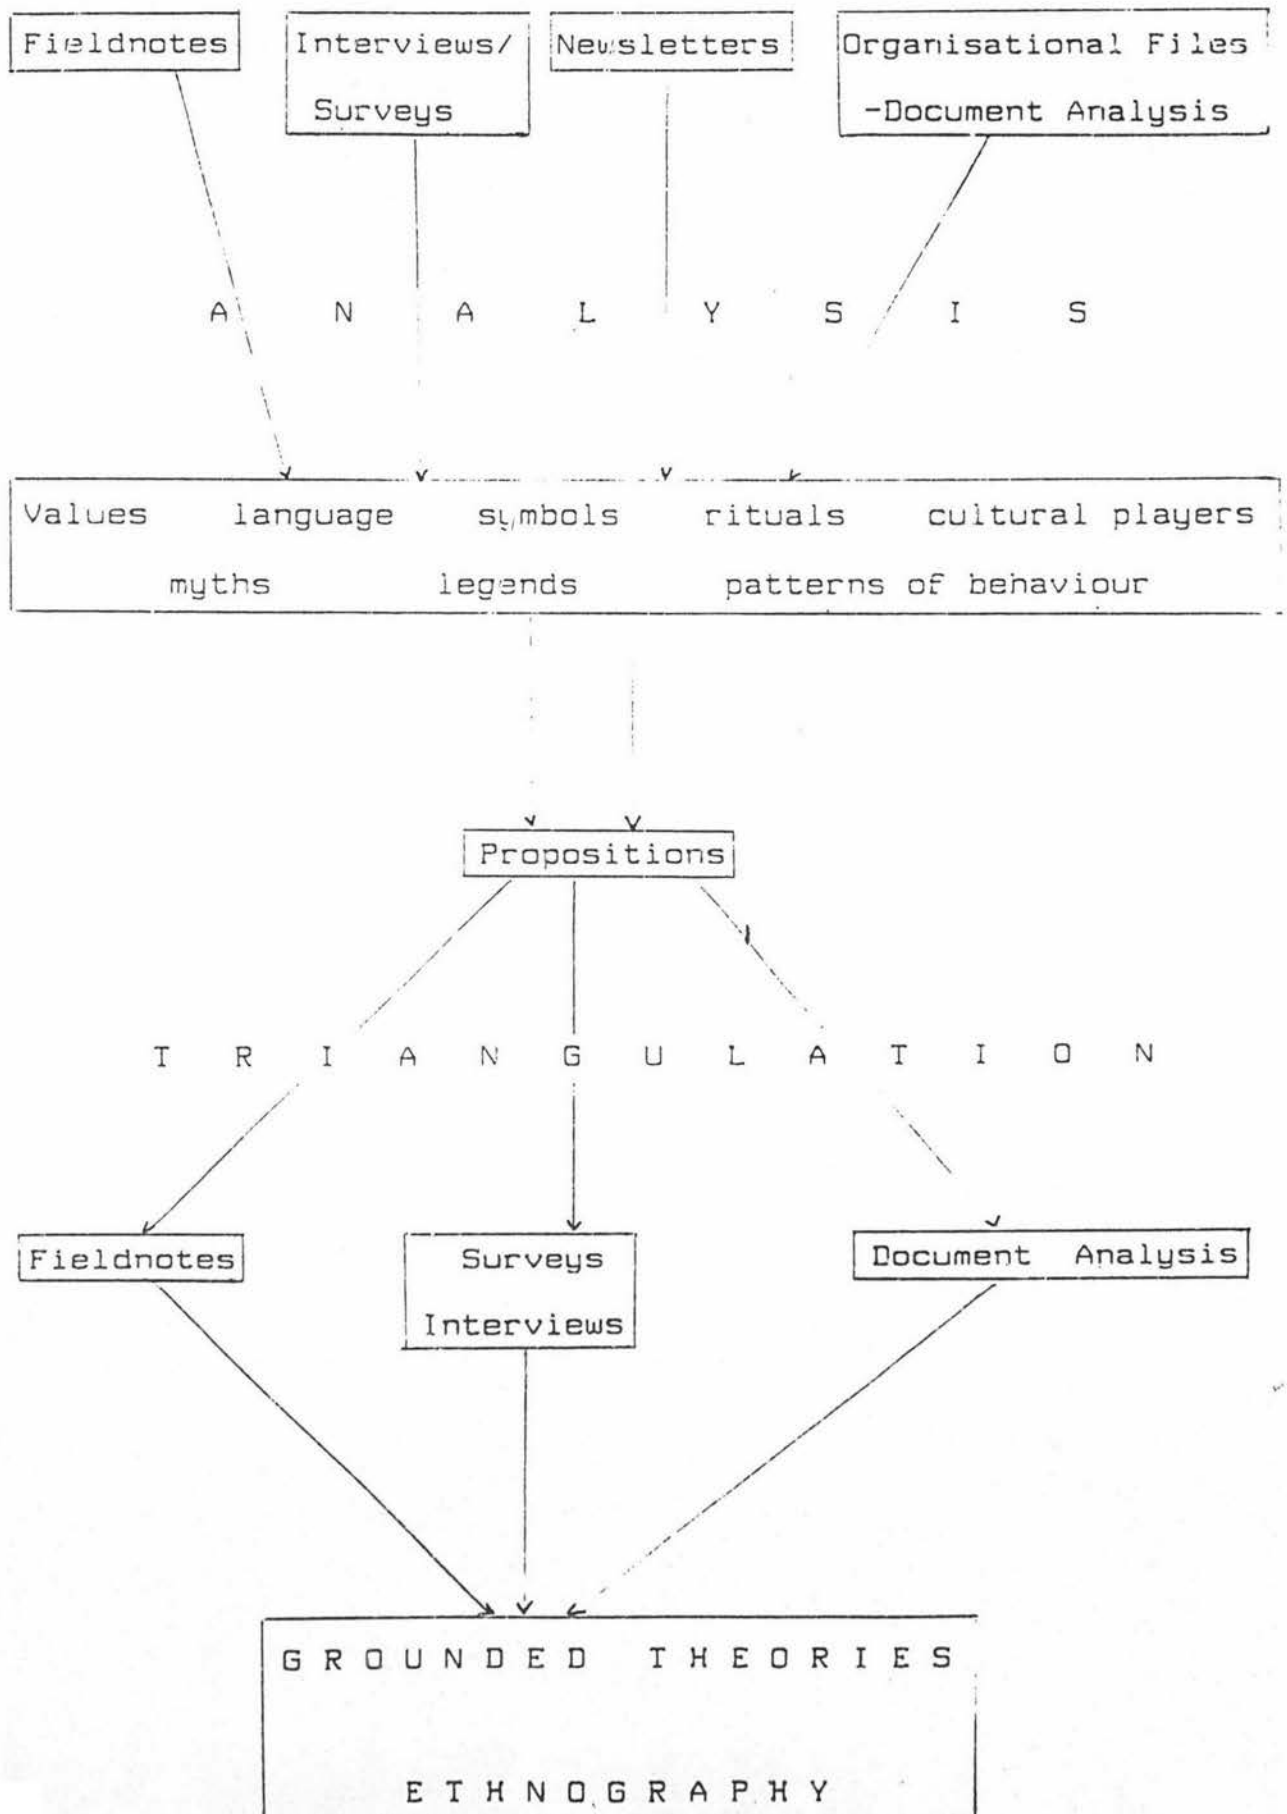 Fieldnotes
Interviews/
Surveys
Newsletters
Organisational Files
-Document Analysis
A N A L Y S I S
Values language symbols rituals cultural players
myths legends patterns of behaviour
Propositions
T R I A N G U L A T I O N
Fieldnotes
Surveys
Interviews
Document Analysis
G R O U N D E D T H E O R I E S
E T H N O G R A P H Y